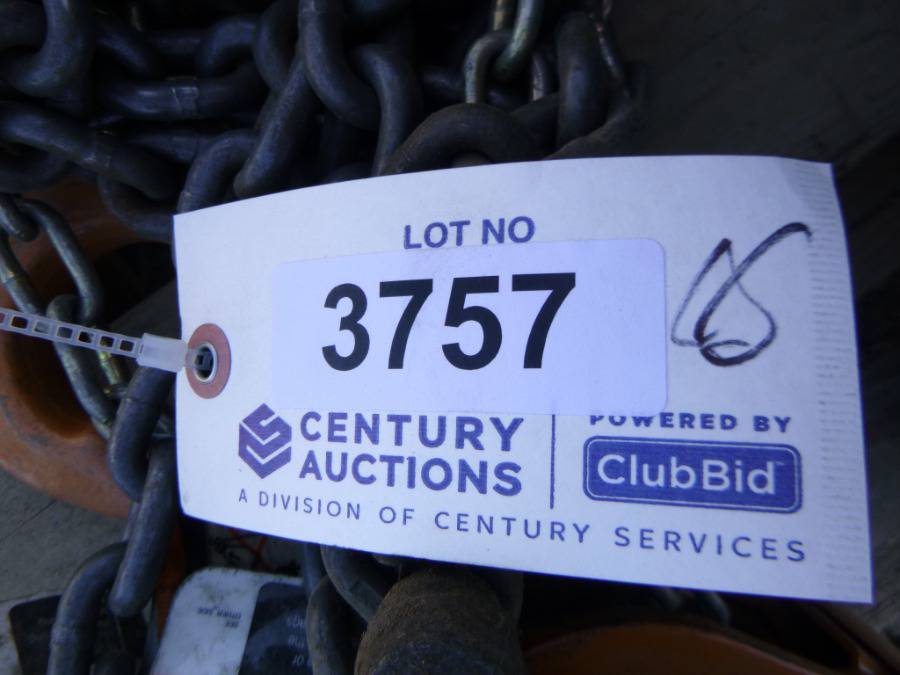 LOT NO
3757
CENTURY
AUCTIONS
A DIVISION OF CENTURY SERVICES
POWERED BY
ClubBid